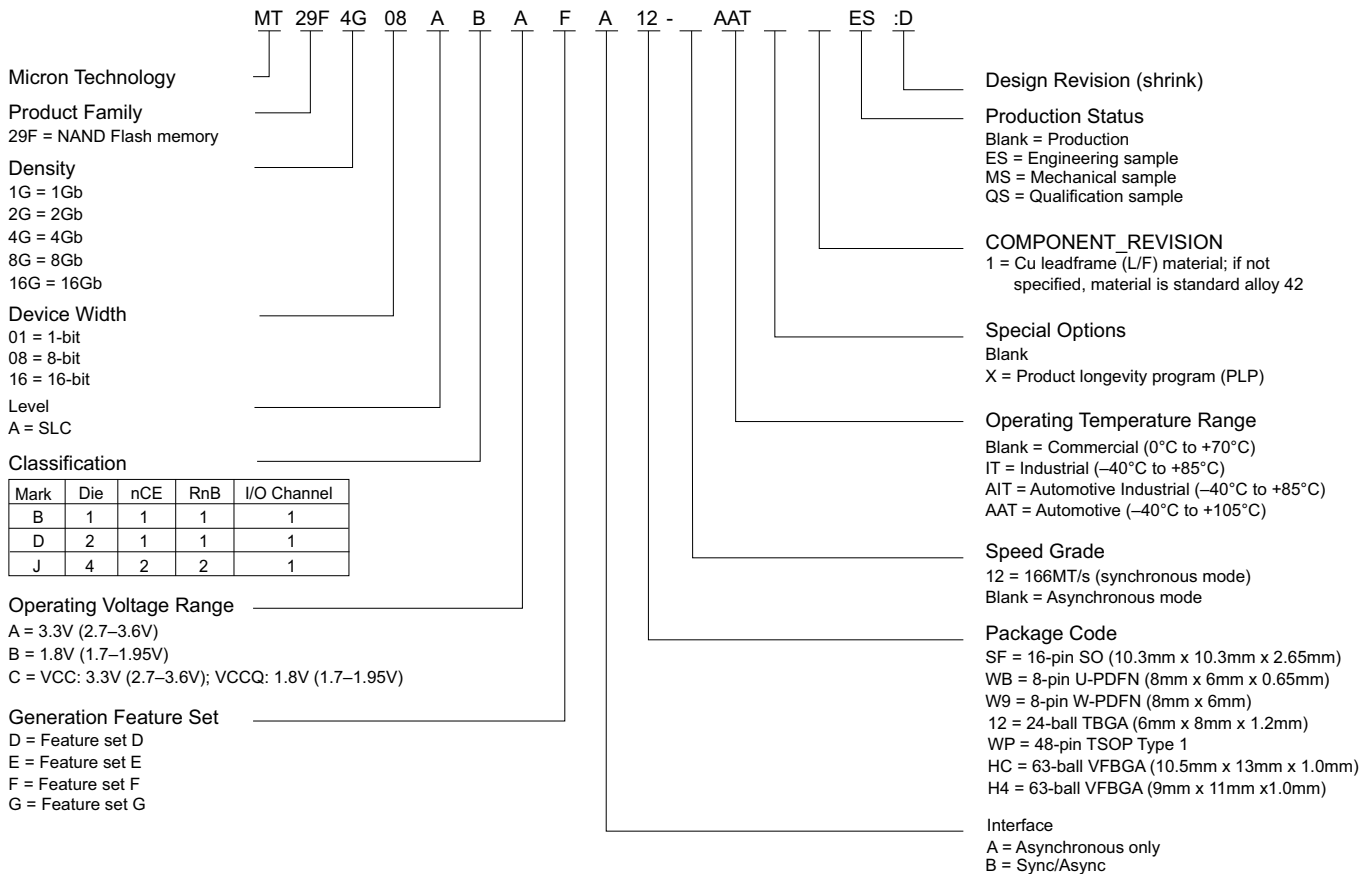 MT 29F 4G 08 A B A F A 12 - AAT ES :D
Micron Technology
Product Family
29F = NAND Flash memory
Density
1G = 1Gb
2G = 2Gb
4G = 4Gb
8G = 8Gb
16G = 16Gb
Device Width
01 = 1-bit
08 = 8-bit
16 = 16-bit
Level
A = SLC
Classification
Mark Die nCE RnB I/O Channel
B 1 1 1 1
D 2 1 1 1
J 4 2 2 1
Operating Voltage Range
A = 3.3V (2.7–3.6V)
B = 1.8V (1.7–1.95V)
C = VCC: 3.3V (2.7–3.6V); VCCQ: 1.8V (1.7–1.95V)
Generation Feature Set
D = Feature set D
E = Feature set E
F = Feature set F
G = Feature set G
Design Revision (shrink)
Production Status
Blank = Production
ES = Engineering sample
MS = Mechanical sample
QS = Qualification sample
COMPONENT_REVISION
1 = Cu leadframe (L/F) material; if not
specified, material is standard alloy 42
Special Options
Blank
X = Product longevity program (PLP)
Operating Temperature Range
Blank = Commercial (0°C to +70°C)
IT = Industrial (–40°C to +85°C)
AIT = Automotive Industrial (–40°C to +85°C)
AAT = Automotive (–40°C to +105°C)
Speed Grade
12 = 166MT/s (synchronous mode)
Blank = Asynchronous mode
Package Code
SF = 16-pin SO (10.3mm x 10.3mm x 2.65mm)
WB = 8-pin U-PDFN (8mm x 6mm x 0.65mm)
W9 = 8-pin W-PDFN (8mm x 6mm)
12 = 24-ball TBGA (6mm x 8mm x 1.2mm)
WP = 48-pin TSOP Type 1
HC = 63-ball VFBGA (10.5mm x 13mm x 1.0mm)
H4 = 63-ball VFBGA (9mm x 11mm x1.0mm)
Interface
A = Asynchronous only
B = Sync/Async